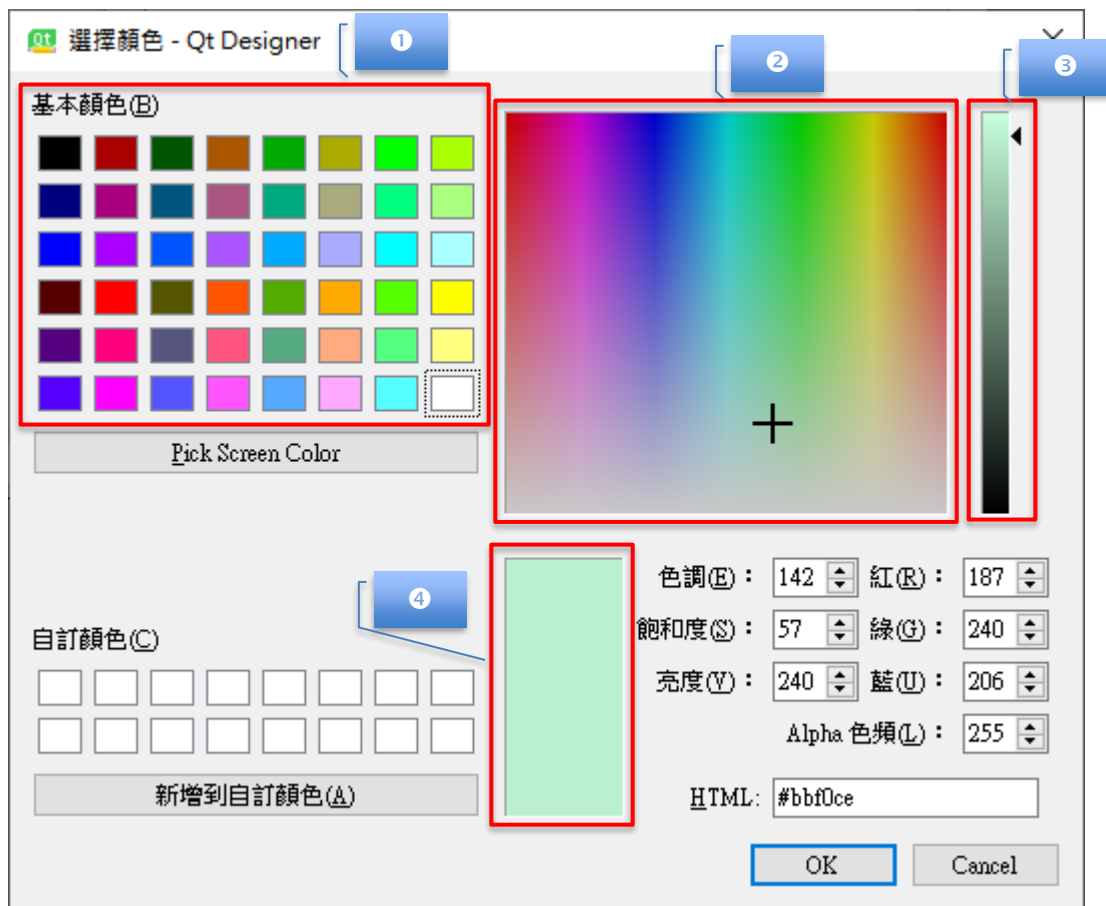 Qt 選擇顏色 - Qt Designer
❶
❷
❸
基本顏色(B)
Pick Screen Color
❹
自訂顏色(C)
新增到自訂顏色(A)
色調(E)： 142 紅(R)： 187
飽和度(S)： 57 綠(G)： 240
亮度(V)： 240 藍(U)： 206
Alpha 色頻(L)： 255
HTML: #bbf0ce
OK Cancel